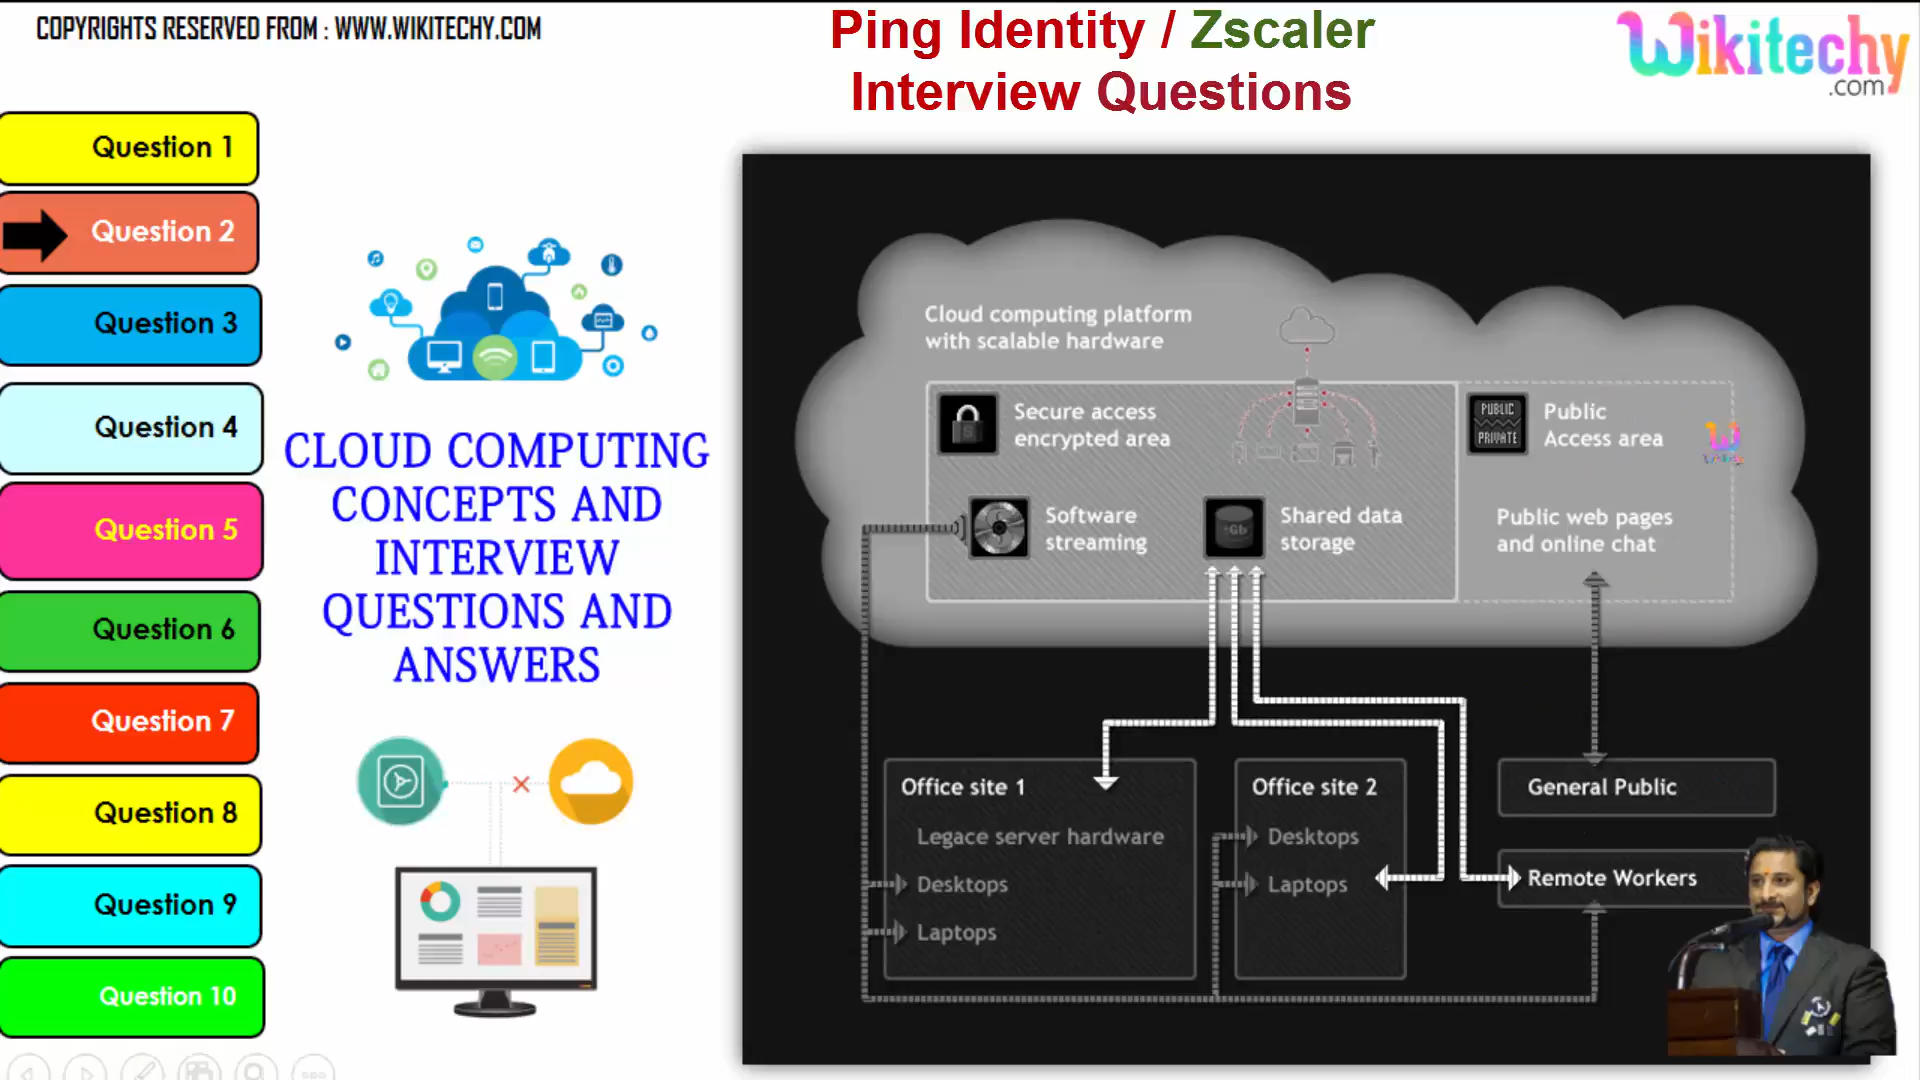 COPYRIGHTS RESERVED FROM : WWW.WIKITECHY.COM
Ping Identity / Zscaler
Interview Questions
Wikitechy
.com
Question 1
Question 2
Question 3
Question 4
Question 5
Question 6
Question 7
Question 8
Question 9
Question 10
CLOUD COMPUTING
CONCEPTS AND
INTERVIEW
QUESTIONS AND
ANSWERS
Cloud computing platform
with scalable hardware
Secure access
encrypted area
PUBLIC
PRIVATE
Public
Access area
Software
streaming
Gb
Shared data
storage
Public web pages
and online chat
Office site 1
Legace server hardware
Desktops
Laptops
Office site 2
Desktops
Laptops
General Public
Remote Workers